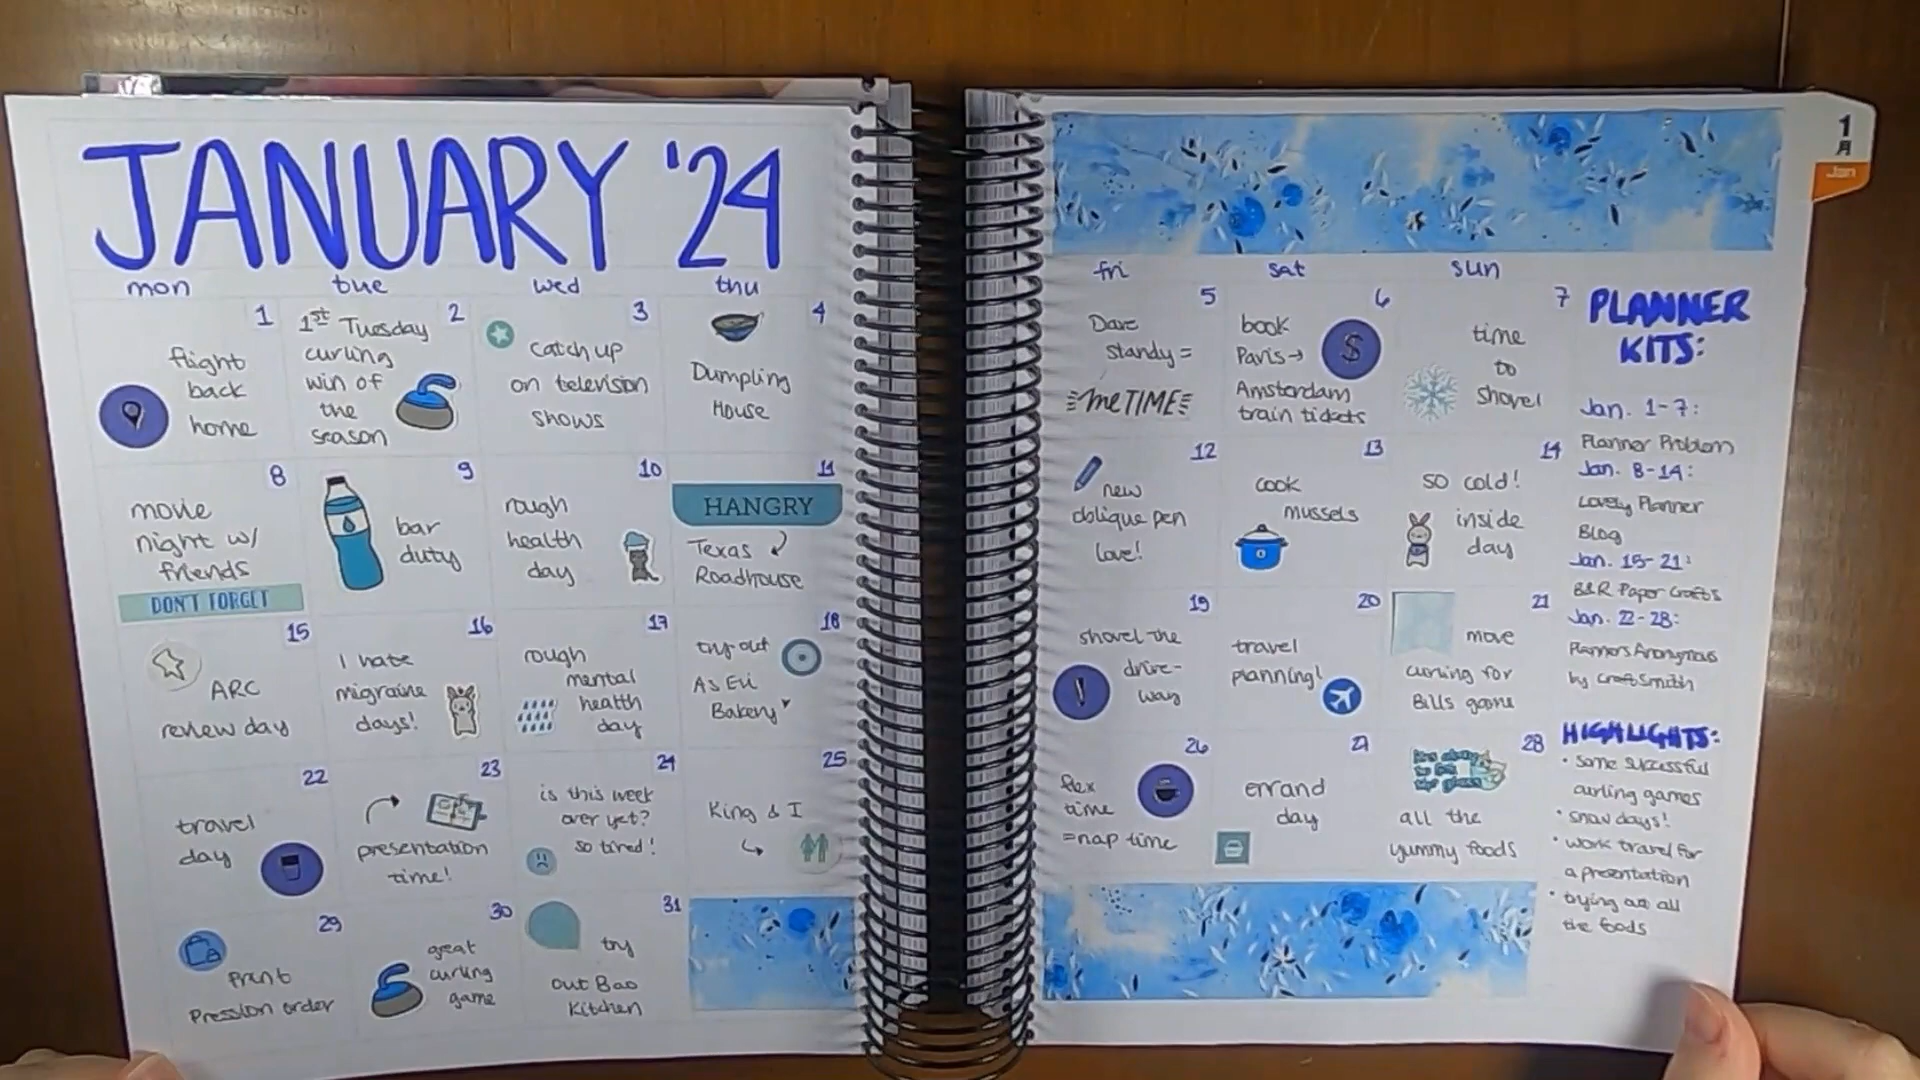 JANUARY '24
mon tue wed thu
1
flight
back
home
2
1st Tuesday
curling
win of
the
season
3
catch up
on television
shows
4
Dumpling
House
8
movie
night w/
friends
DON'T FORGET
9
bar
duty
10
rough
health
day
11
HANGRY
Texas
Roadhouse
15
ARC
review day
16
I hate
migraine
days!
17
rough
mental
health
day
18
try out
As Evi
Bakery
22
travel
day
23
presentation
time!
24
is this week
over yet?
so tired!
25
King & I
29
Print
Pression order
30
great
curling
game
31
try
out Bao
Kitchen
1
月
Jan
fri sat sun
5
Dave
standy =
me TIME
6
book
Paris→
$
Amsterdam
train tickets
7
time
to
shovel
12
new
oblique pen
love!
13
cook
mussels
14
so cold!
inside
day
19
shovel the
drive-
way
20
travel
planning!
21
move
curling for
Bills game
26
flex
time
=nap time
27
errand
day
28
all the
yummy foods
PLANNER
KITS:
Jan. 1-7:
Planner Problem
Jan. 8-14:
Lovely Planner
Blog
Jan. 15-21:
B&R Paper Crafts
Jan. 22-28:
Planners Anonymous
by CraftSmith
HIGHLIGHTS:
• some successful
curling games
• snow days!
• work travel for
a presentation
• trying out all
the foods